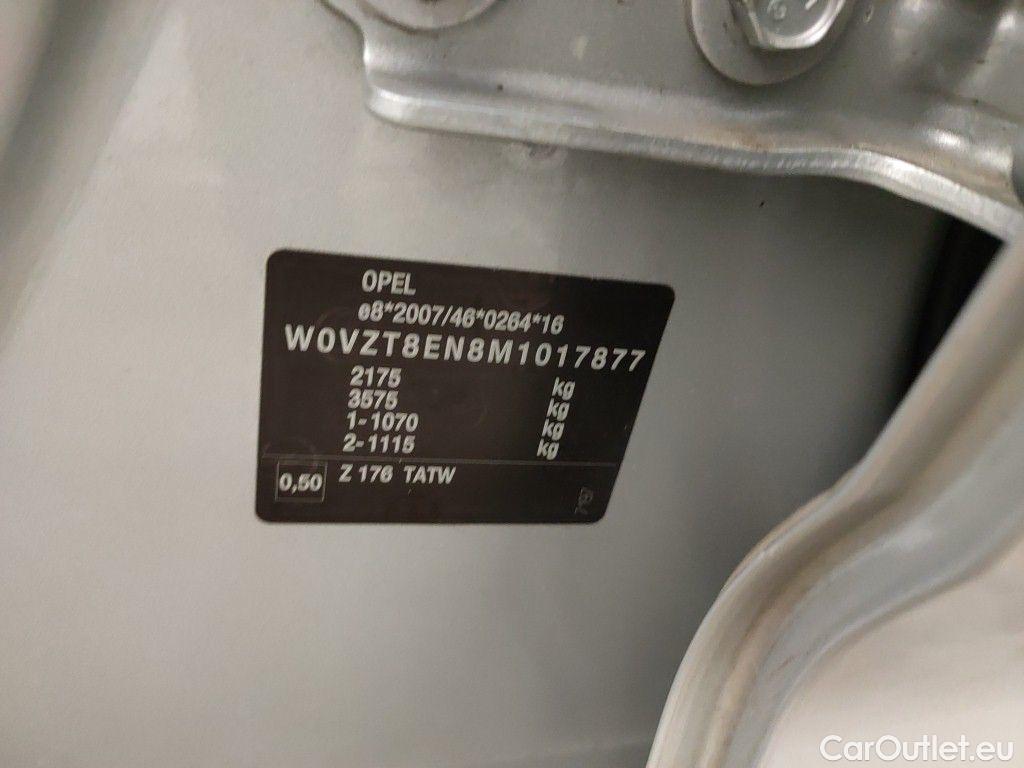 OPEL
e8*2007/46*0264*16
W0VZT8EN8M1017877
2175 kg
3575 kg
1-1070 kg
2-1115 kg
0,50 Z 176 TATW
CarOutlet.eu